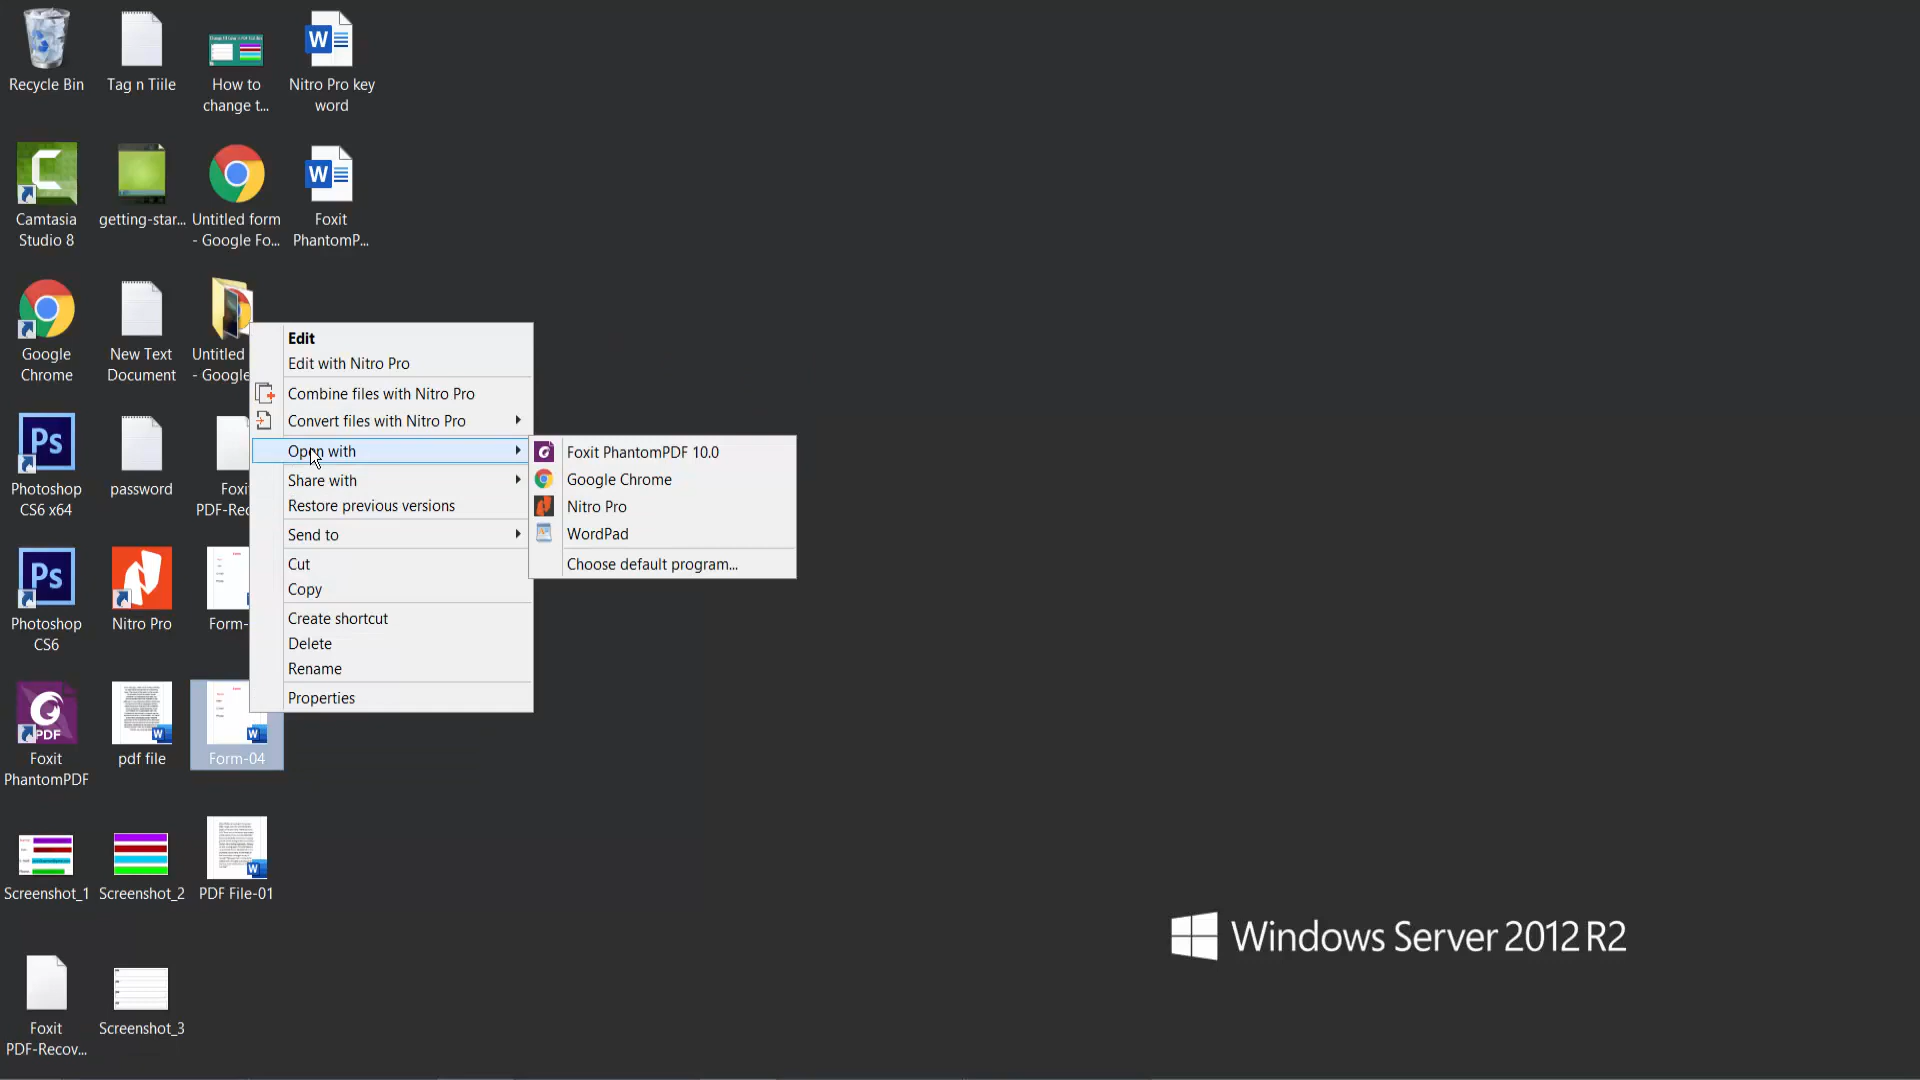 Recycle Bin
Tag n Tiile
How to
change t...
Nitro Pro key
word
Camtasia
Studio 8
getting-star...
Untitled form
- Google Fo...
Foxit
PhantomP...
Google
Chrome
New Text
Document
Untitled
- Google
Photoshop
CS6 x64
password
Foxi
PDF-Rec
Photoshop
CS6
Nitro Pro
Form-
Foxit
PhantomPDF
pdf file
Form-04
Screenshot_1
Screenshot_2
PDF File-01
Foxit
PDF-Recov...
Screenshot_3
Edit
Edit with Nitro Pro
Combine files with Nitro Pro
Convert files with Nitro Pro
Open with
Share with
Restore previous versions
Send to
Cut
Copy
Create shortcut
Delete
Rename
Properties
Foxit PhantomPDF 10.0
Google Chrome
Nitro Pro
WordPad
Choose default program...
Windows Server 2012 R2